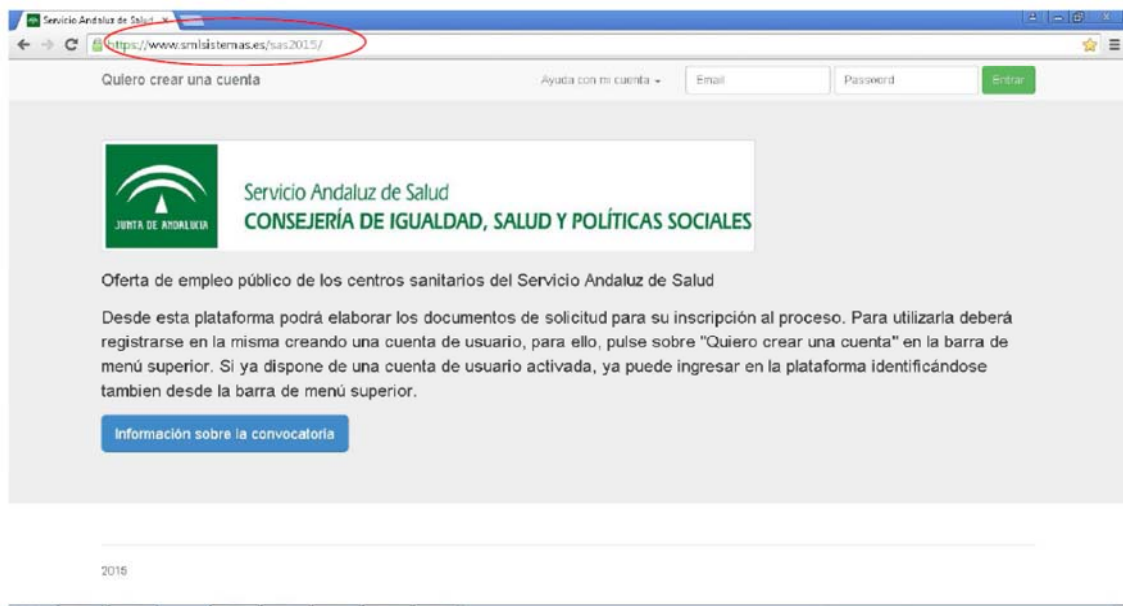 Servicio Andaluz de Salud
https://www.smlsistemas.es/sas2015/
Quiero crear una cuenta
Ayuda con mi cuenta
Email
Password
Entrar
JUNTA DE ANDALUCIA
Servicio Andaluz de Salud
CONSEJERÍA DE IGUALDAD, SALUD Y POLÍTICAS SOCIALES
Oferta de empleo público de los centros sanitarios del Servicio Andaluz de Salud
Desde esta plataforma podrá elaborar los documentos de solicitud para su inscripción al proceso. Para utilizarla deberá
registrarse en la misma creando una cuenta de usuario, para ello, pulse sobre "Quiero crear una cuenta" en la barra de
menú superior. Si ya dispone de una cuenta de usuario activada, ya puede ingresar en la plataforma identificándose
tambien desde la barra de menú superior.
Información sobre la convocatoria
2015